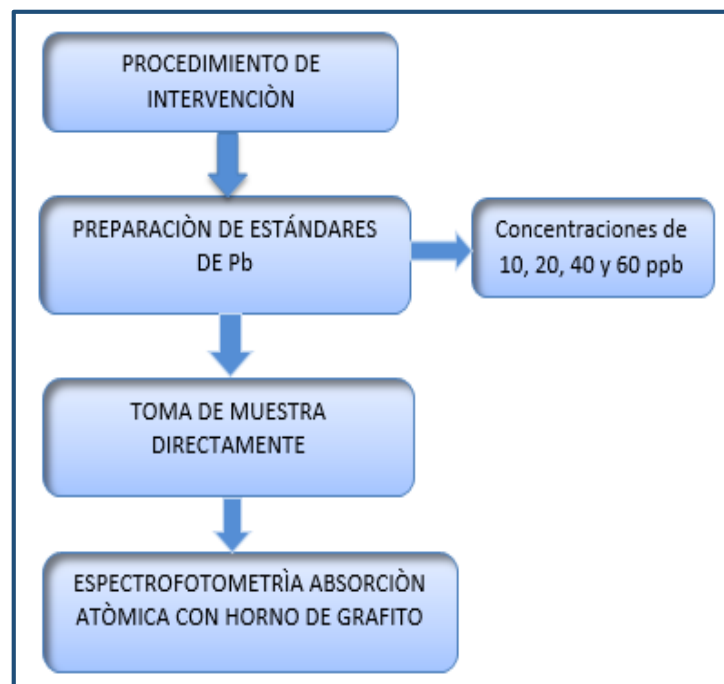 PROCEDIMIENTO DE
INTERVENCIÒN
PREPARACIÒN DE ESTÁNDARES
DE Pb
Concentraciones de
10, 20, 40 y 60 ppb
TOMA DE MUESTRA
DIRECTAMENTE
ESPECTROFOTOMETRÌA ABSORCIÒN
ATÒMICA CON HORNO DE GRAFITO